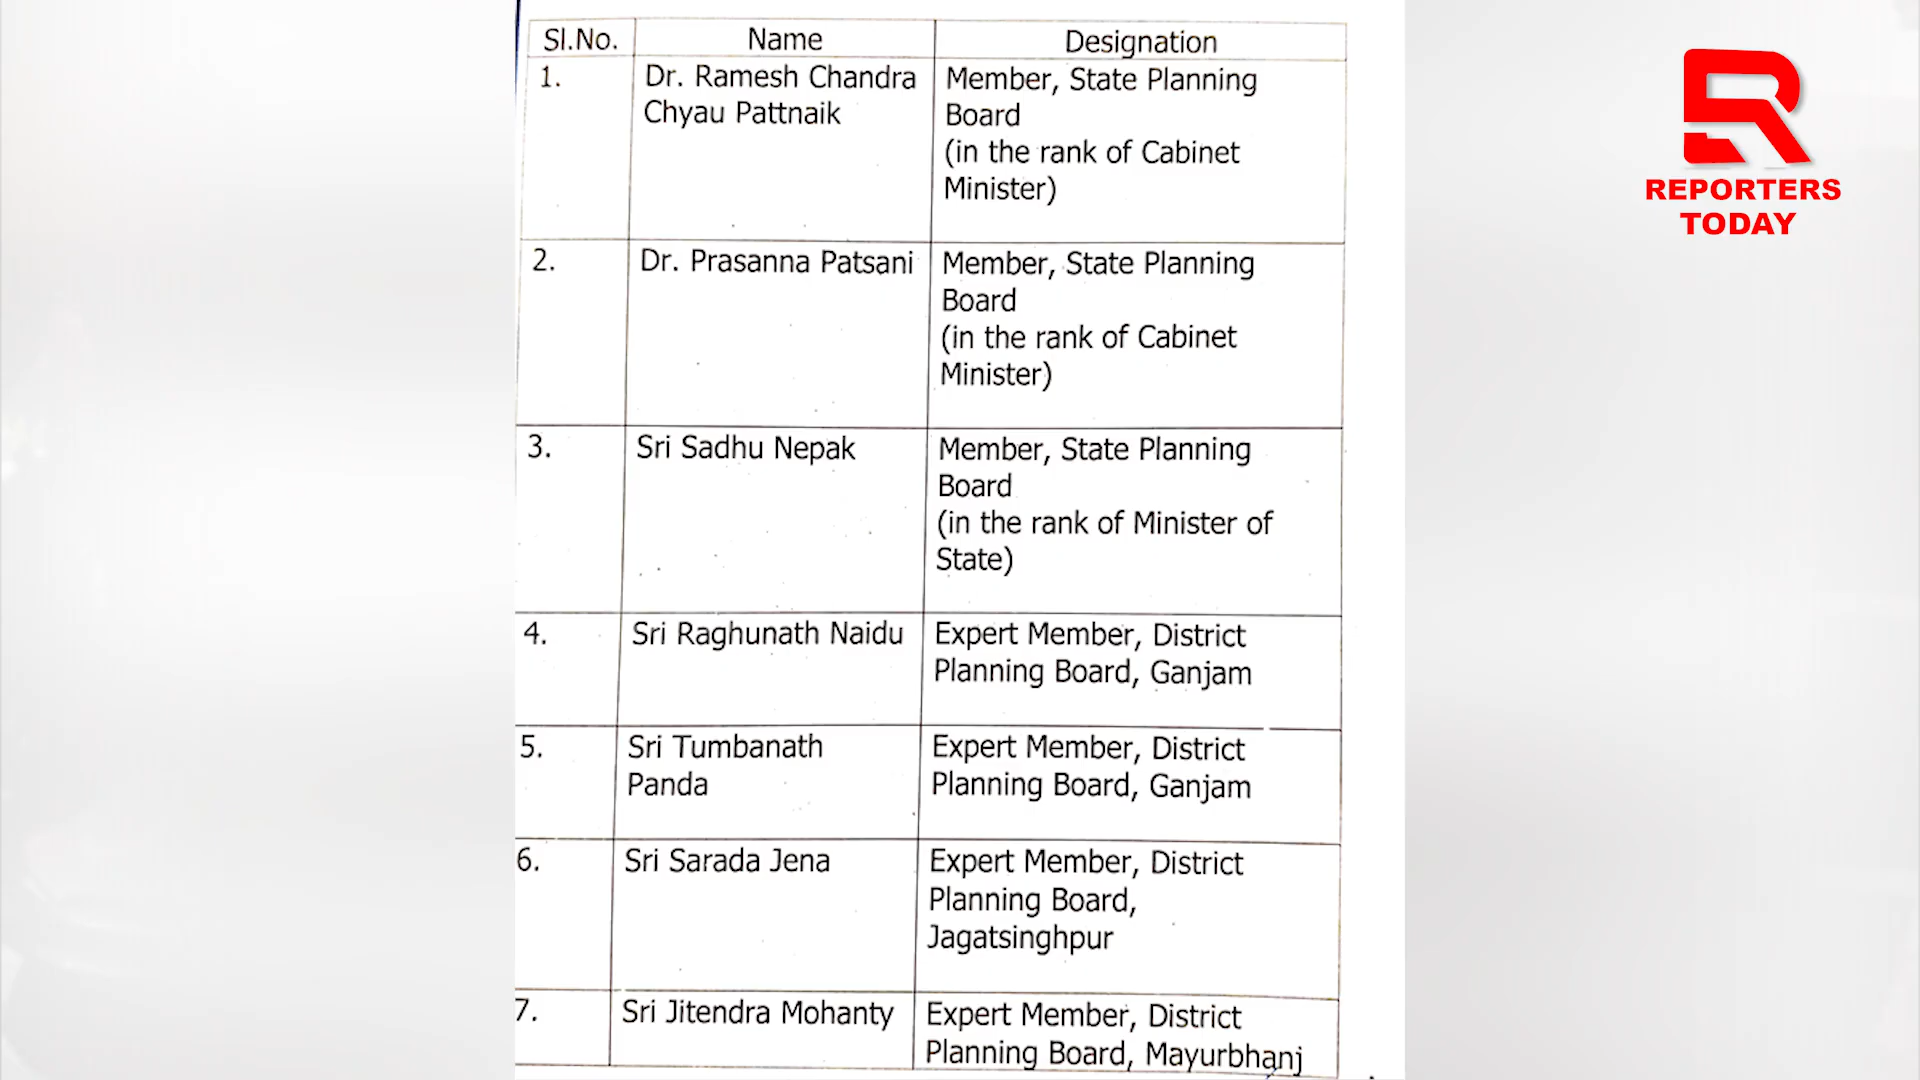 Sl.No. Name Designation
1. Dr. Ramesh Chandra Member, State Planning
Chyau Pattnaik Board
(in the rank of Cabinet
Minister)
2. Dr. Prasanna Patsani Member, State Planning
Board
(in the rank of Cabinet
Minister)
3. Sri Sadhu Nepak Member, State Planning
Board
(in the rank of Minister of
State)
4. Sri Raghunath Naidu Expert Member, District
Planning Board, Ganjam
5. Sri Tumbanath Expert Member, District
Panda Planning Board, Ganjam
6. Sri Sarada Jena Expert Member, District
Planning Board,
Jagatsinghpur
7. Sri Jitendra Mohanty Expert Member, District
Planning Board, Mayurbhanj
REPORTERS
TODAY